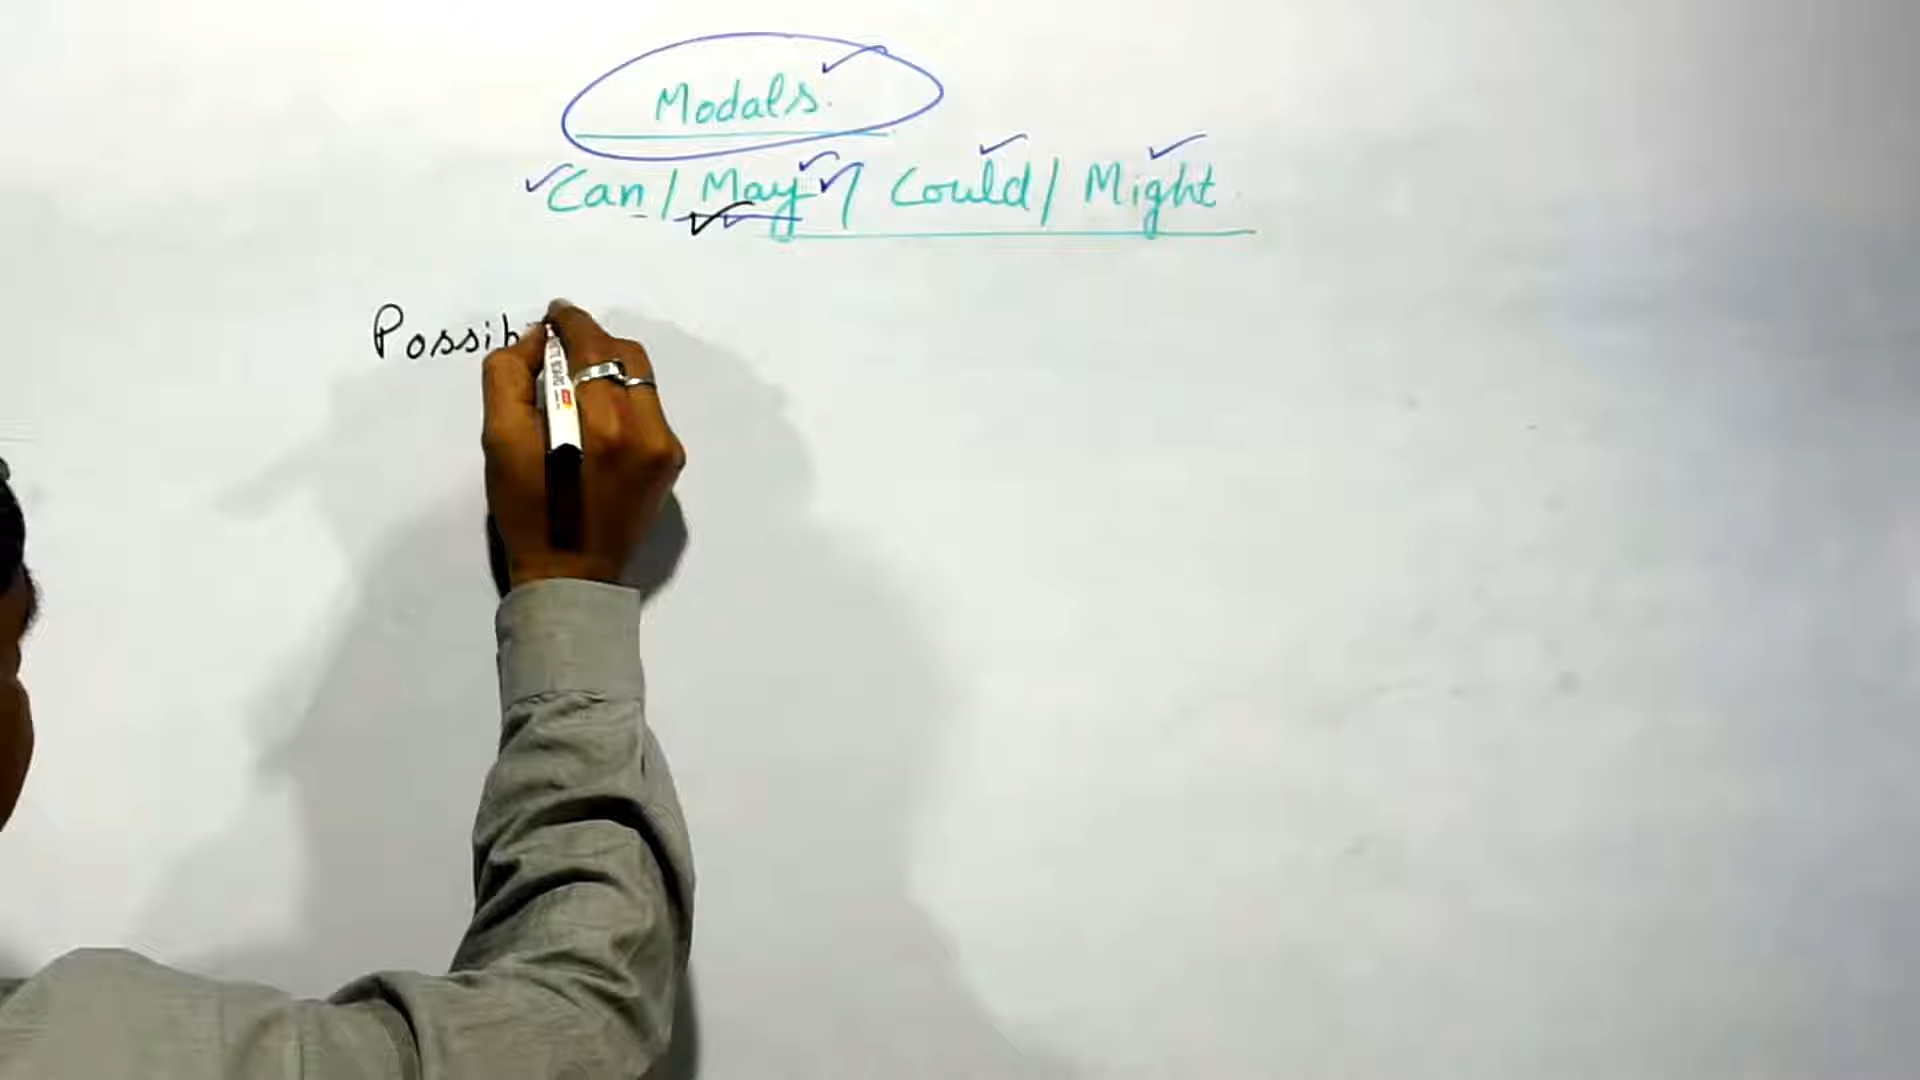 Modals.
Can / May / Could / Might
Possib